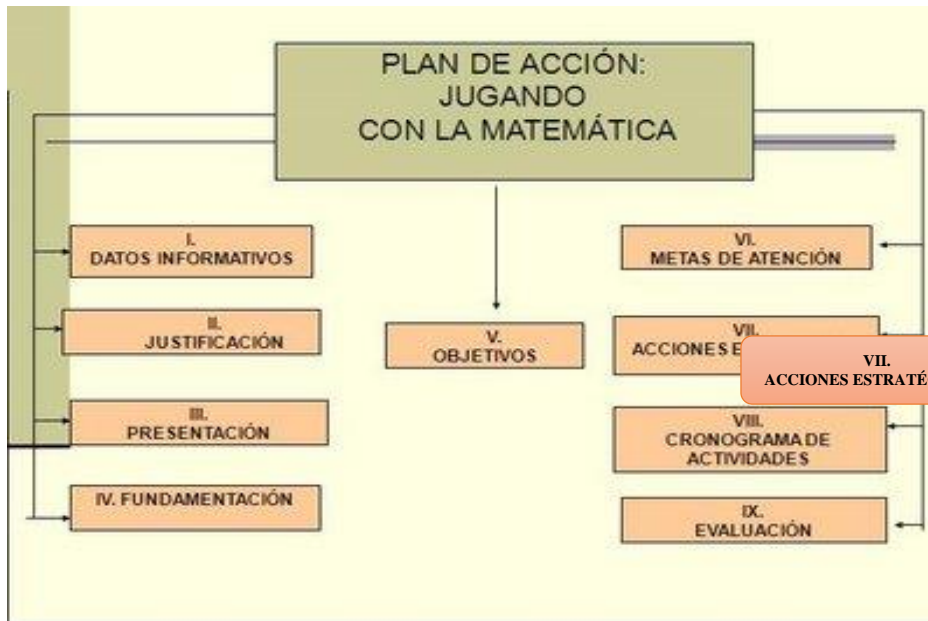 PLAN DE ACCIÓN:
JUGANDO
CON LA MATEMÁTICA
I.
DATOS INFORMATIVOS
II.
JUSTIFICACIÓN
III.
PRESENTACIÓN
IV. FUNDAMENTACIÓN
V.
OBJETIVOS
VI.
METAS DE ATENCIÓN
VII.
ACCIONES
VII.
ACCIONES
VIII.
CRONOGRAMA DE
ACTIVIDADES
IX.
EVALUACIÓN